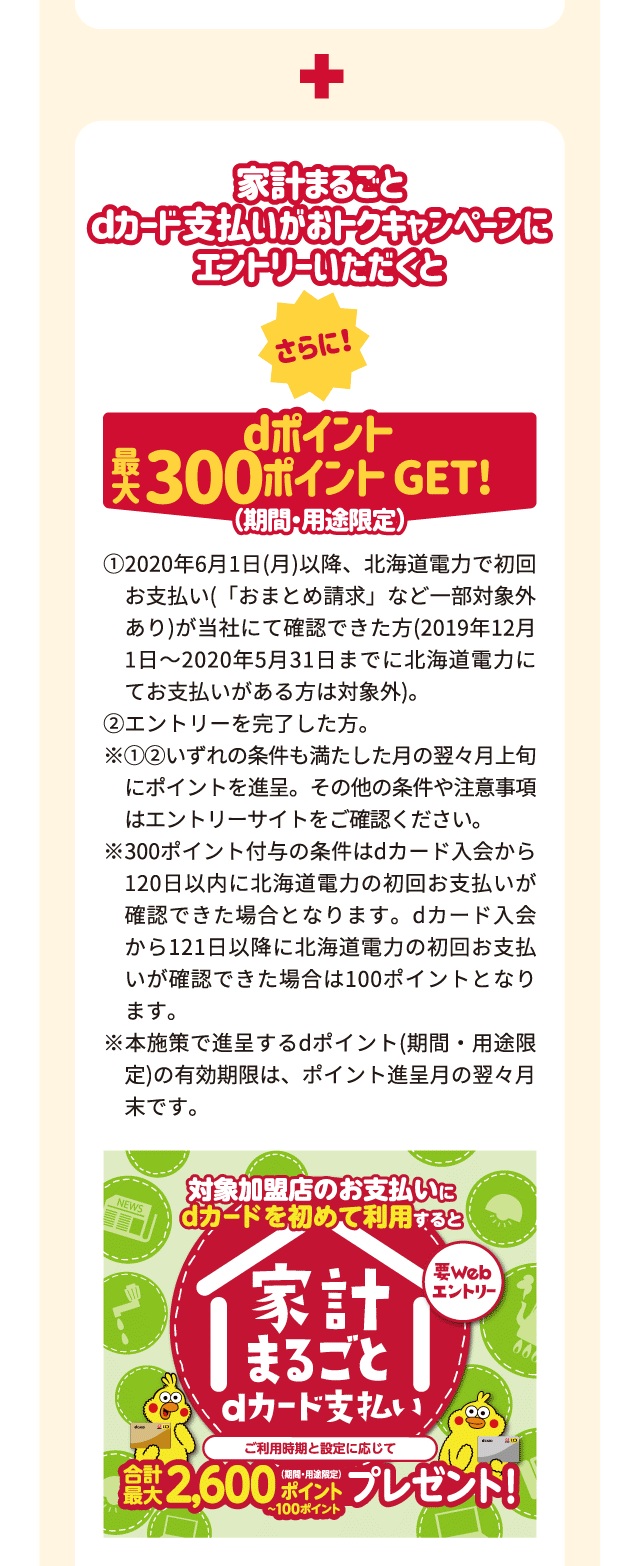 家計まるごと
dカード支払いがおトクキャンペーンに
エントリーいただくと
さらに!
dポイント
最大300ポイント GET!
(期間・用途限定)
①2020年6月1日(月)以降、北海道電力で初回
お支払い(「おまとめ請求」など一部対象外
あり)が当社にて確認できた方(2019年12月
1日～2020年5月31日までに北海道電力に
てお支払いがある方は対象外)。
②エントリーを完了した方。
※①②いずれの条件も満たした月の翌々月上旬
にポイントを進呈。その他の条件や注意事項
はエントリーサイトをご確認ください。
※300ポイント付与の条件はdカード入会から
120日以内に北海道電力の初回お支払いが
確認できた場合となります。dカード入会
から121日以降に北海道電力の初回お支払
いが確認できた場合は100ポイントとなり
ます。
※本施策で進呈するdポイント(期間・用途限
定)の有効期限は、ポイント進呈月の翌々月
末です。
対象加盟店のお支払いに
dカードを初めて利用すると
NEWS
要Web
エントリー
家計
まるごと
dカード支払い
ご利用時期と設定に応じて
合計最大2,600ポイント(期間・用途限定)プレゼント!
~100ポイント